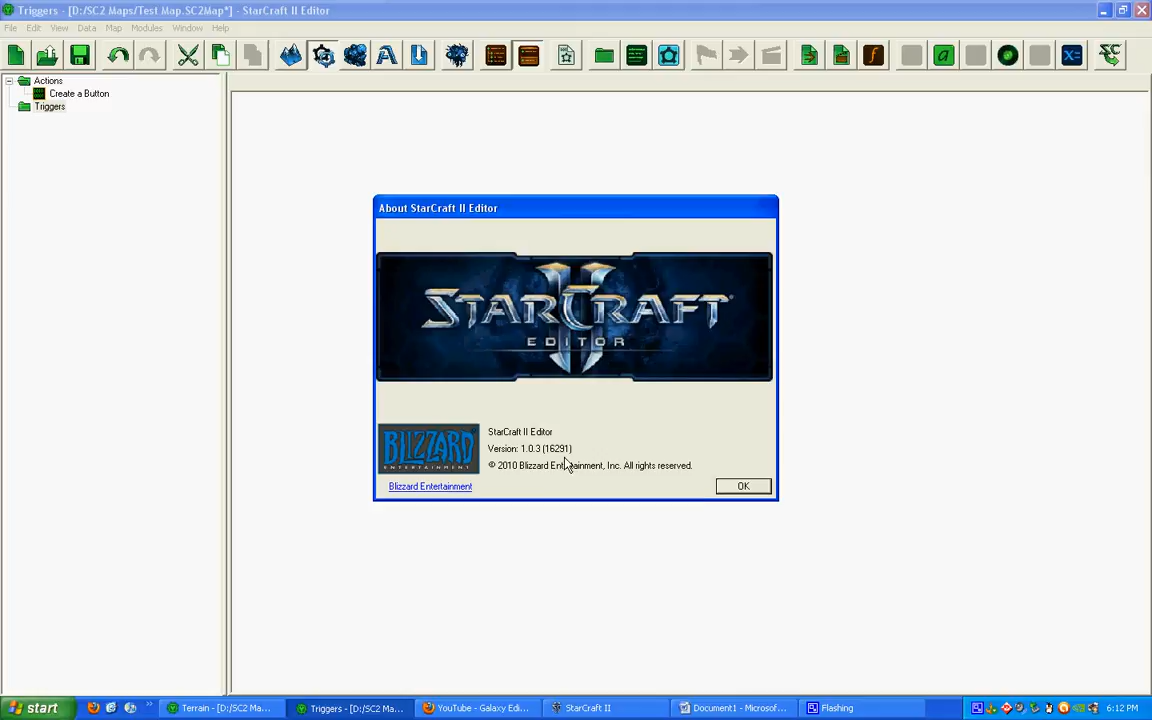 Triggers - [D:/SC2 Maps/Test Map.SC2Map*] - StarCraft II Editor
File Edit View Data Map Modules Window Help
Actions
Create a Button
Triggers
About StarCraft II Editor
STARCRAFT
II
EDITOR
BLIZZARD
ENTERTAINMENT
StarCraft II Editor
Version: 1.0.3 (16291)
© 2010 Blizzard Entertainment, Inc. All rights reserved.
Blizzard Entertainment
OK
start
Terrain - [D:/SC2 Ma...
Triggers - [D:/SC2 Ma...
YouTube - Galaxy Edi...
StarCraft II
Document1 - Microsof...
Flashing
6:12 PM